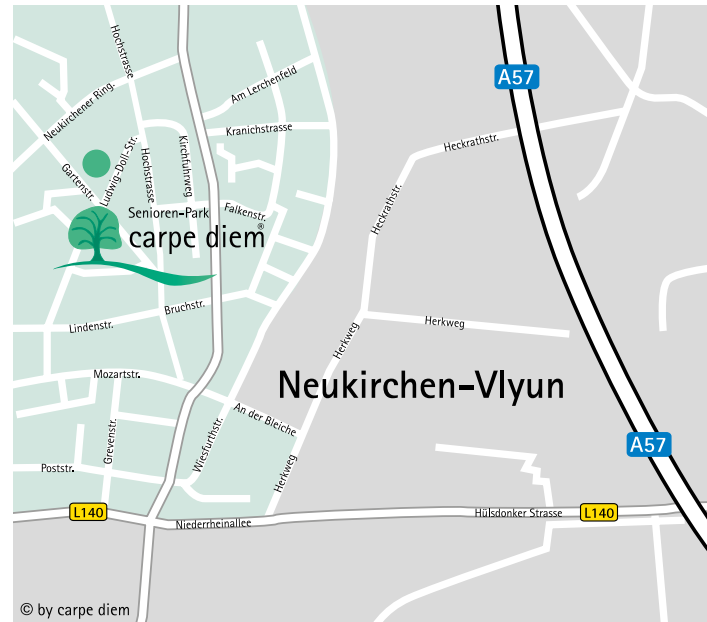 Hochstrasse
A57
Am Lerchenfeld
Neukirchener Ring.
Kranichstrasse
Heckrathstr.
Ludwig-Doll-Str.
Hochstrasse
Kirchfuhrweg
Gartenstr.
Heckrathstr.
Senioren-Park
Falkenstr.
carpe diem®
Bruchstr.
Lindenstr.
Herkweg
Herkweg
Mozartstr.
Neukirchen-Vlyun
An der Bleiche
Grevenstr.
Wiesfurthstr.
A57
Poststr.
Herkweg
L140
Niederrheinallee
Hülsdonker Strasse
L140
© by carpe diem